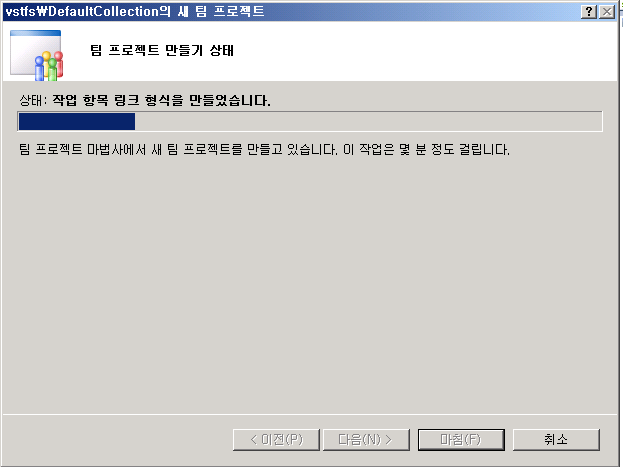 vstfs₩DefaultCollection의 새 팀 프로젝트
팀 프로젝트 만들기 상태
상태: 작업 항목 링크 형식을 만들었습니다.
팀 프로젝트 마법사에서 새 팀 프로젝트를 만들고 있습니다. 이 작업은 몇 분 정도 걸립니다.
< 이전(P) 다음(N) > 마침(F) 취소